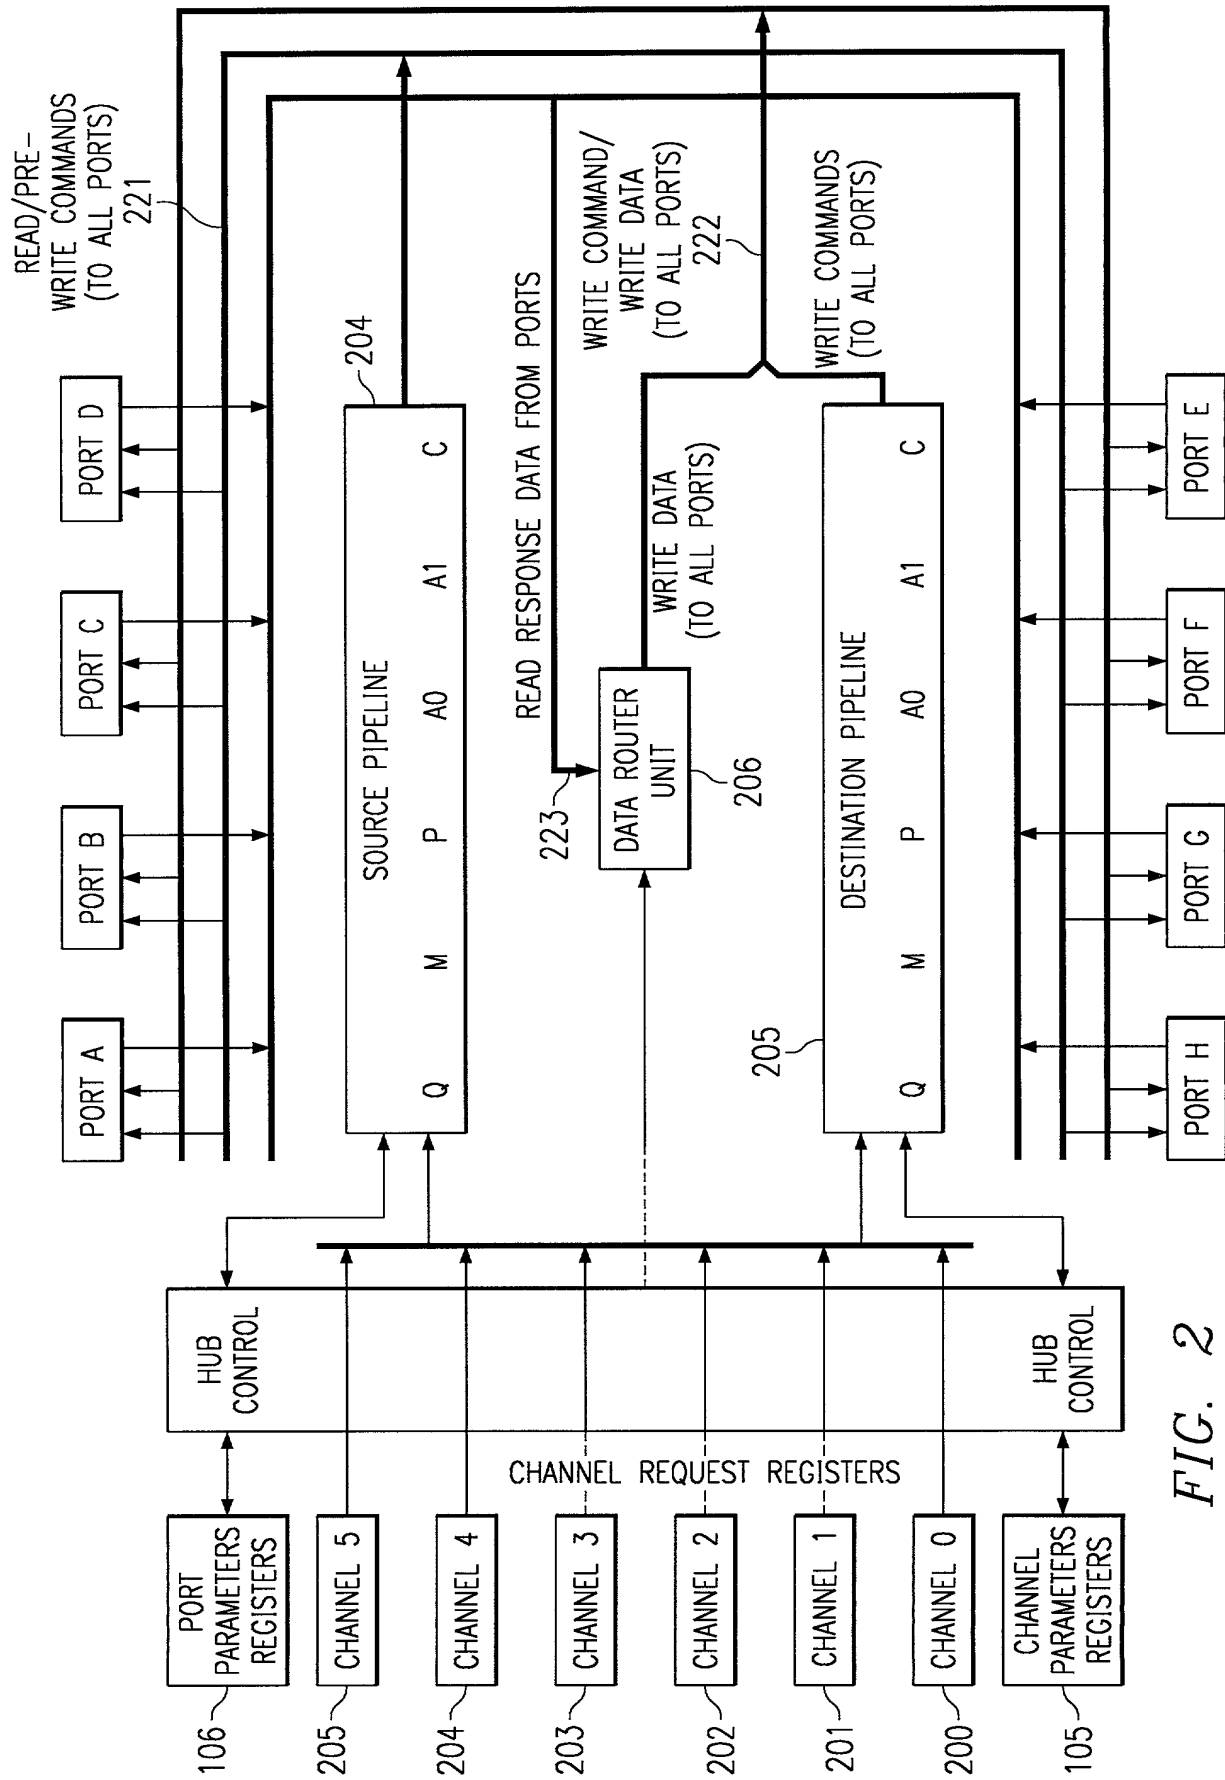 READ/PRE-
WRITE COMMANDS
(TO ALL PORTS)
221
PORT A
PORT B
PORT C
PORT D
204
SOURCE PIPELINE
Q M P A0 A1 C
READ RESPONSE DATA FROM PORTS
223
DATA ROUTER
UNIT
206
WRITE DATA
(TO ALL PORTS)
WRITE COMMAND/
WRITE DATA
(TO ALL PORTS)
222
WRITE COMMANDS
(TO ALL PORTS)
205
DESTINATION PIPELINE
Q M P A0 A1 C
PORT H
PORT G
PORT F
PORT E
HUB
CONTROL
HUB
CONTROL
CHANNEL REQUEST REGISTERS
106
PORT
PARAMETERS
REGISTERS
205
CHANNEL 5
204
CHANNEL 4
203
CHANNEL 3
202
CHANNEL 2
201
CHANNEL 1
200
CHANNEL 0
105
CHANNEL
PARAMETERS
REGISTERS
FIG. 2